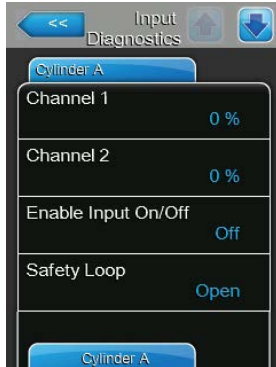 <<
Input
Diagnostics
Cylinder A
Channel 1
0 %
Channel 2
0 %
Enable Input On/Off
Off
Safety Loop
Open
Cylinder A